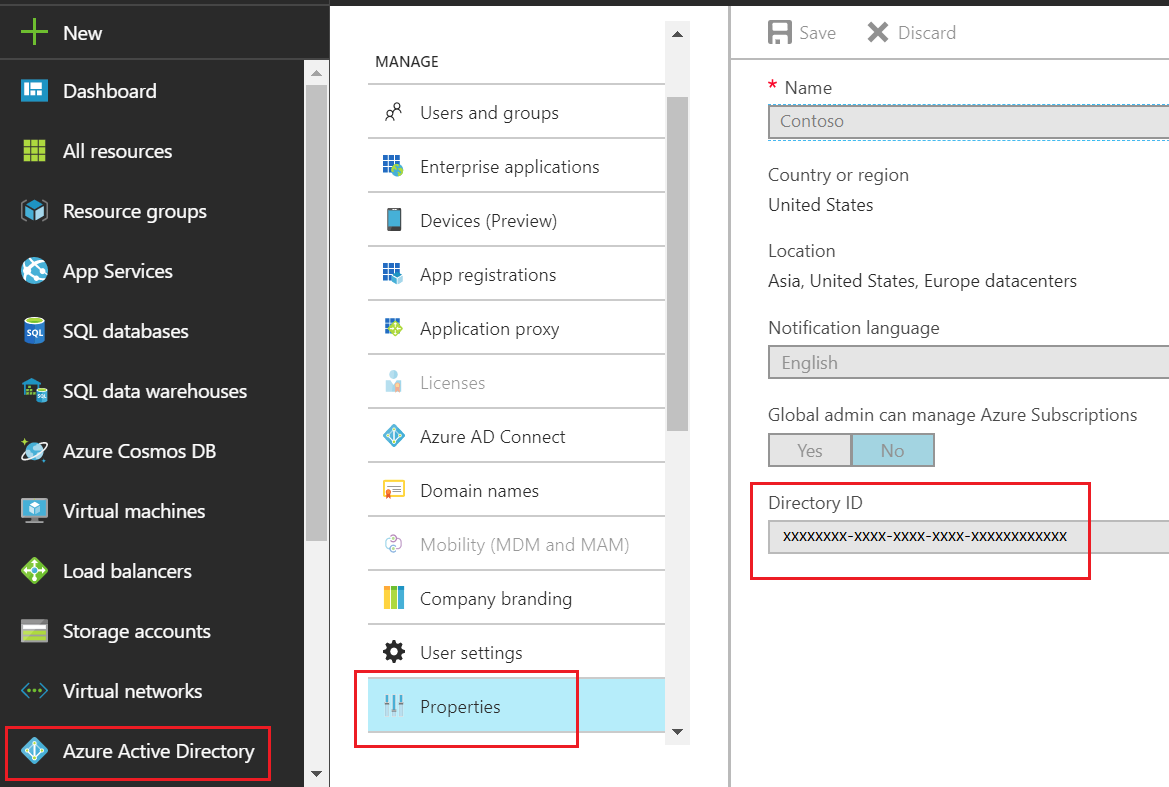 New
Dashboard
All resources
Resource groups
App Services
SQL databases
SQL data warehouses
Azure Cosmos DB
Virtual machines
Load balancers
Storage accounts
Virtual networks
Azure Active Directory
MANAGE
Users and groups
Enterprise applications
Devices (Preview)
App registrations
Application proxy
Licenses
Azure AD Connect
Domain names
Mobility (MDM and MAM)
Company branding
User settings
Properties
Save Discard
* Name
Contoso
Country or region
United States
Location
Asia, United States, Europe datacenters
Notification language
English
Global admin can manage Azure Subscriptions
Yes No
Directory ID
xxxxxxxx-xxxx-xxxx-xxxx-xxxxxxxxxxxx